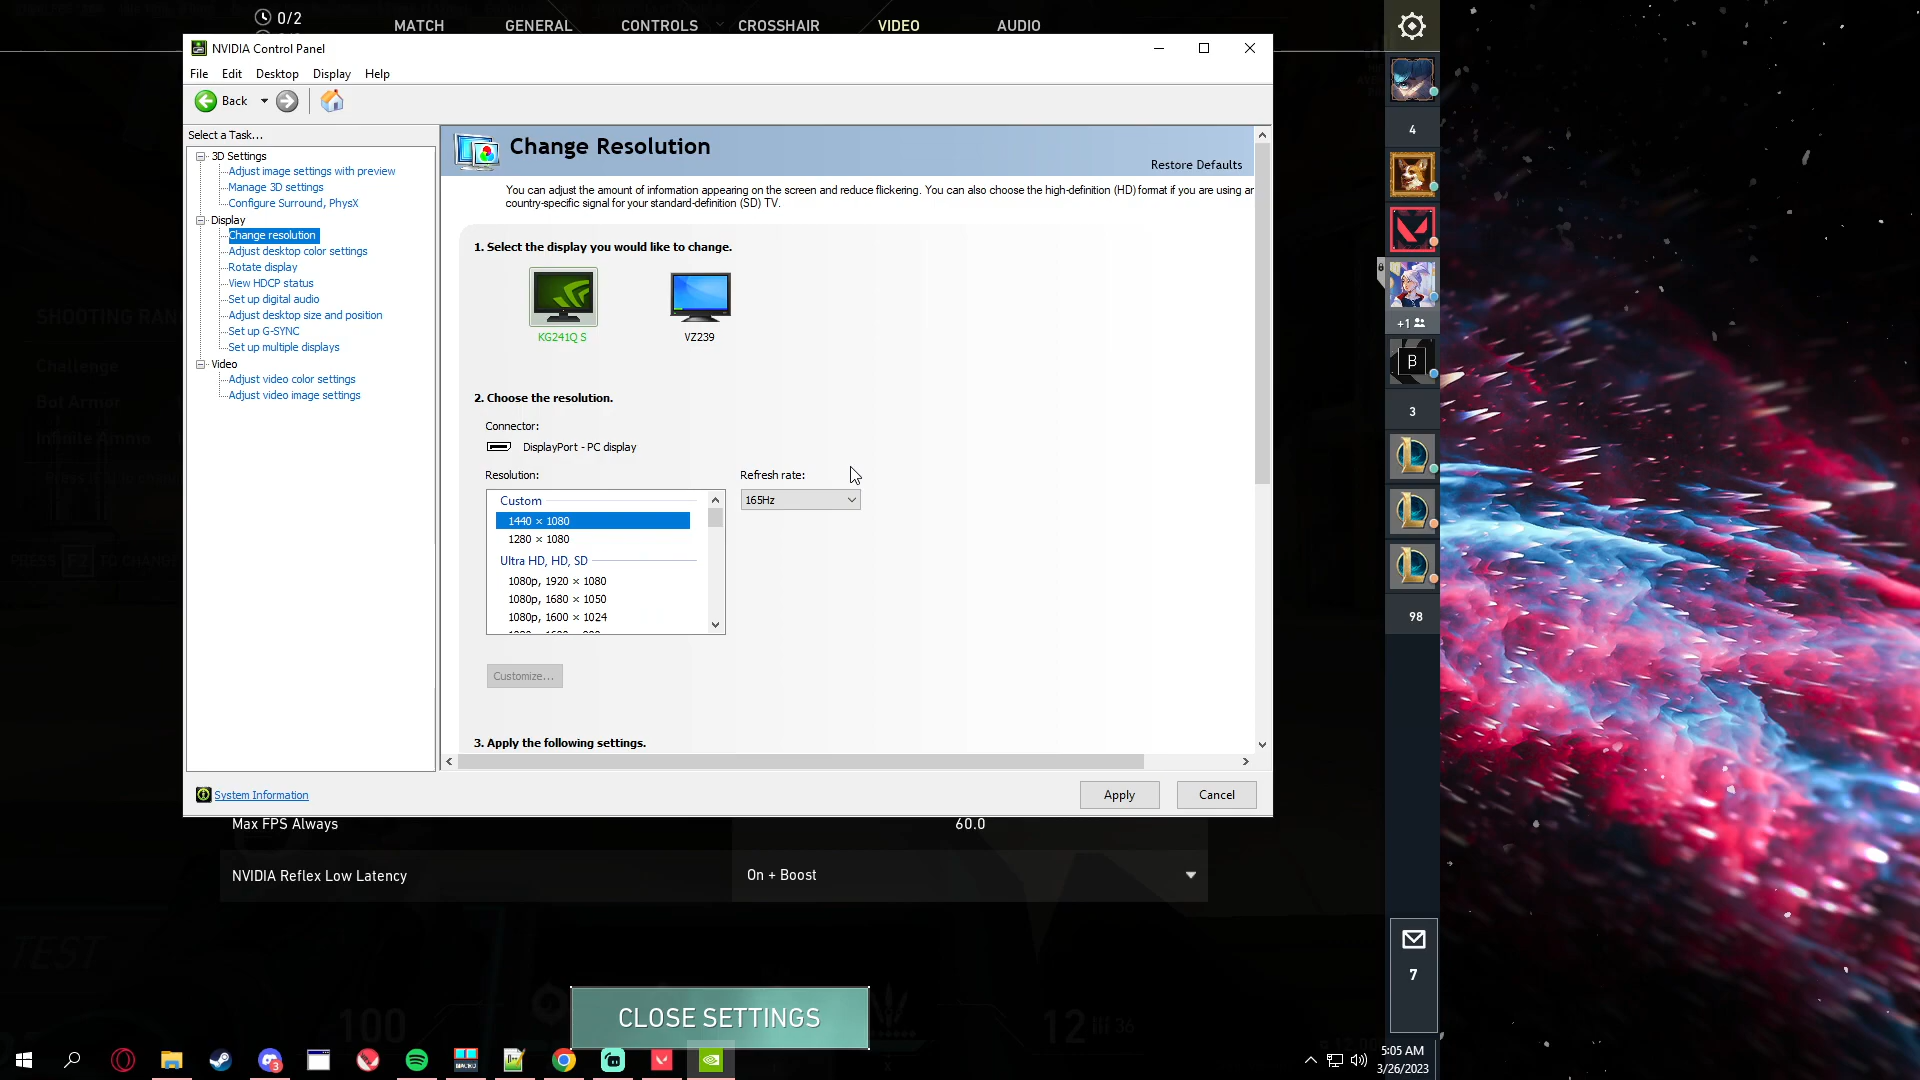 0/2
MATCH
GENERAL
CONTROLS
CROSSHAIR
VIDEO
AUDIO
NVIDIA Control Panel
File
Edit
Desktop
Display
Help
Back
Select a Task...
3D Settings
Adjust image settings with preview
Manage 3D settings
Configure Surround, PhysX
Display
Change resolution
Adjust desktop color settings
Rotate display
View HDCP status
Set up digital audio
Adjust desktop size and position
Set up G-SYNC
Set up multiple displays
Video
Adjust video color settings
Adjust video image settings
System Information
Change Resolution
Restore Defaults
You can adjust the amount of information appearing on the screen and reduce flickering. You can also choose the high-definition (HD) format if you are using an
country-specific signal for your standard-definition (SD) TV.
1. Select the display you would like to change.
KG241Q S
VZ239
2. Choose the resolution.
Connector:
DisplayPort - PC display
Resolution:
Refresh rate:
Custom
165Hz
1440 × 1080
1280 × 1080
Ultra HD, HD, SD
1080p, 1920 × 1080
1080p, 1680 × 1050
1080p, 1600 × 1024
Customize...
3. Apply the following settings.
Apply
Cancel
SHOOTING RAN
Challenge
Bot Armor
Infinite Ammo
PRESS F2 TO CHANG
Max FPS Always
60.0
NVIDIA Reflex Low Latency
On + Boost
TEST
100
12
36
CLOSE SETTINGS
4
+1
β
3
98
7
3
MACRO
5:05 AM
3/26/2023